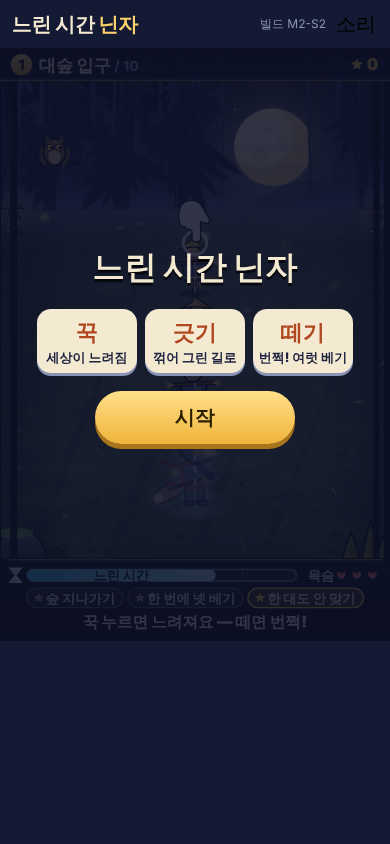 느린 시간 닌자 빌드 M2-S2 소리
1 대숲 입구 / 10 ★ 0
느린 시간 닌자
꾹 긋기 떼기
세상이 느려짐 꺾어 그린 길로 번쩍! 여럿 베기
시작
느린 시간 목숨 ♥ ♥ ♥
★ 숲 지나가기 ★ 한 번에 넷 베기 ★ 한 대도 안 맞기
꾹 누르면 느려져요 — 떼면 번쩍!